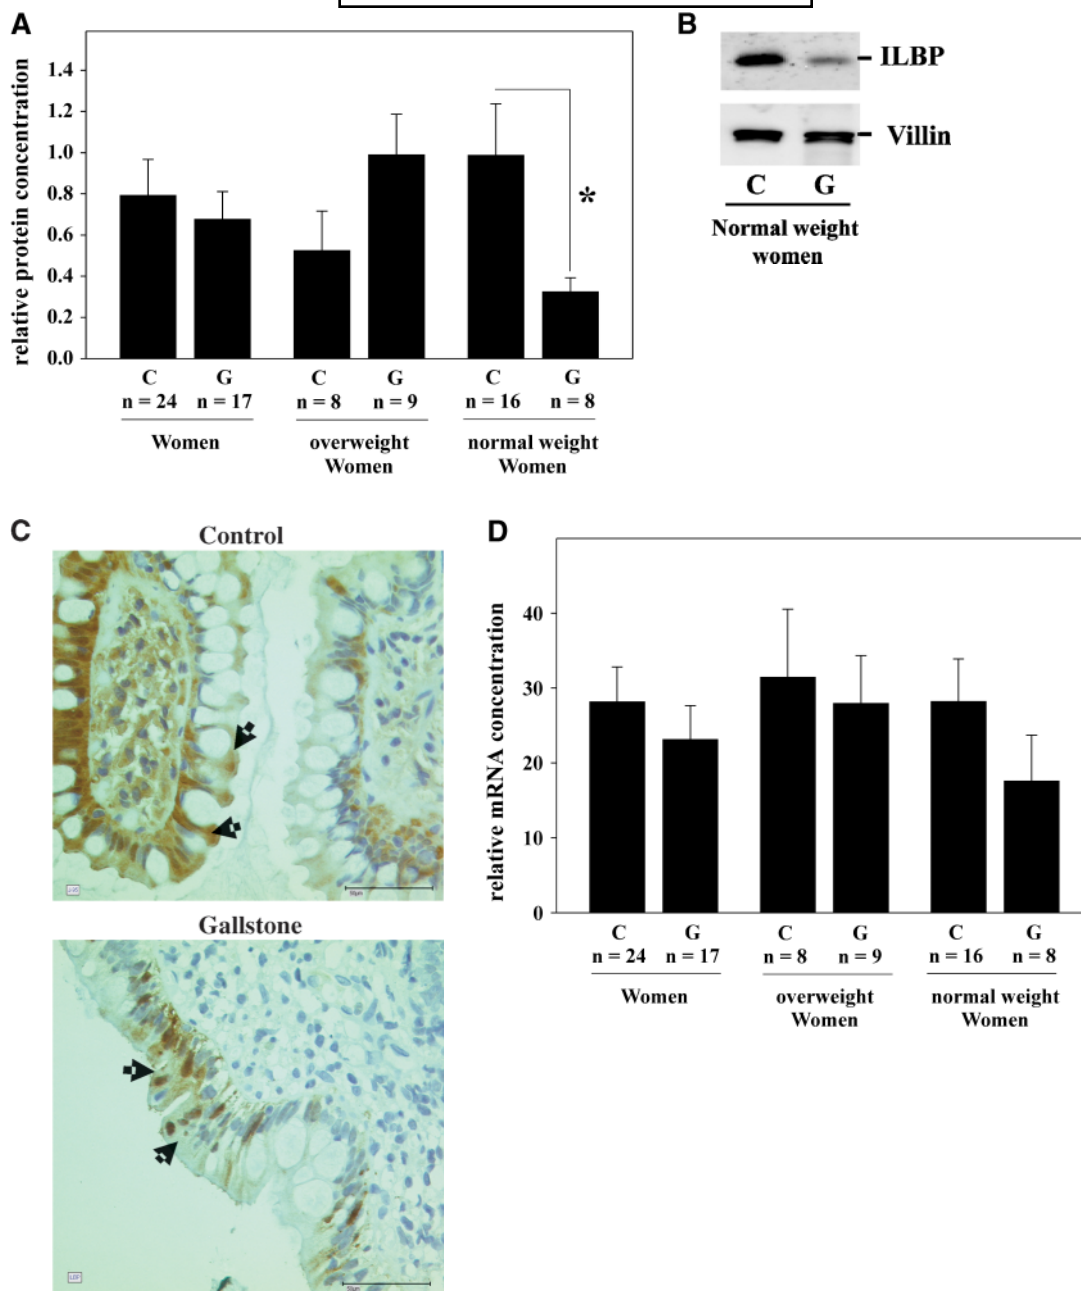 A
relative protein concentration
1.4
1.2
1.0
0.8
0.6
0.4
0.2
0.0
*
C G C G C G
n = 24 n = 17 n = 8 n = 9 n = 16 n = 8
Women overweight Women normal weight Women
B
ILBP
Villin
C G
Normal weight
women
C
Control
50µm
Gallstone
50µm
D
relative mRNA concentration
40
30
20
10
0
C G C G C G
n = 24 n = 17 n = 8 n = 9 n = 16 n = 8
Women overweight Women normal weight Women